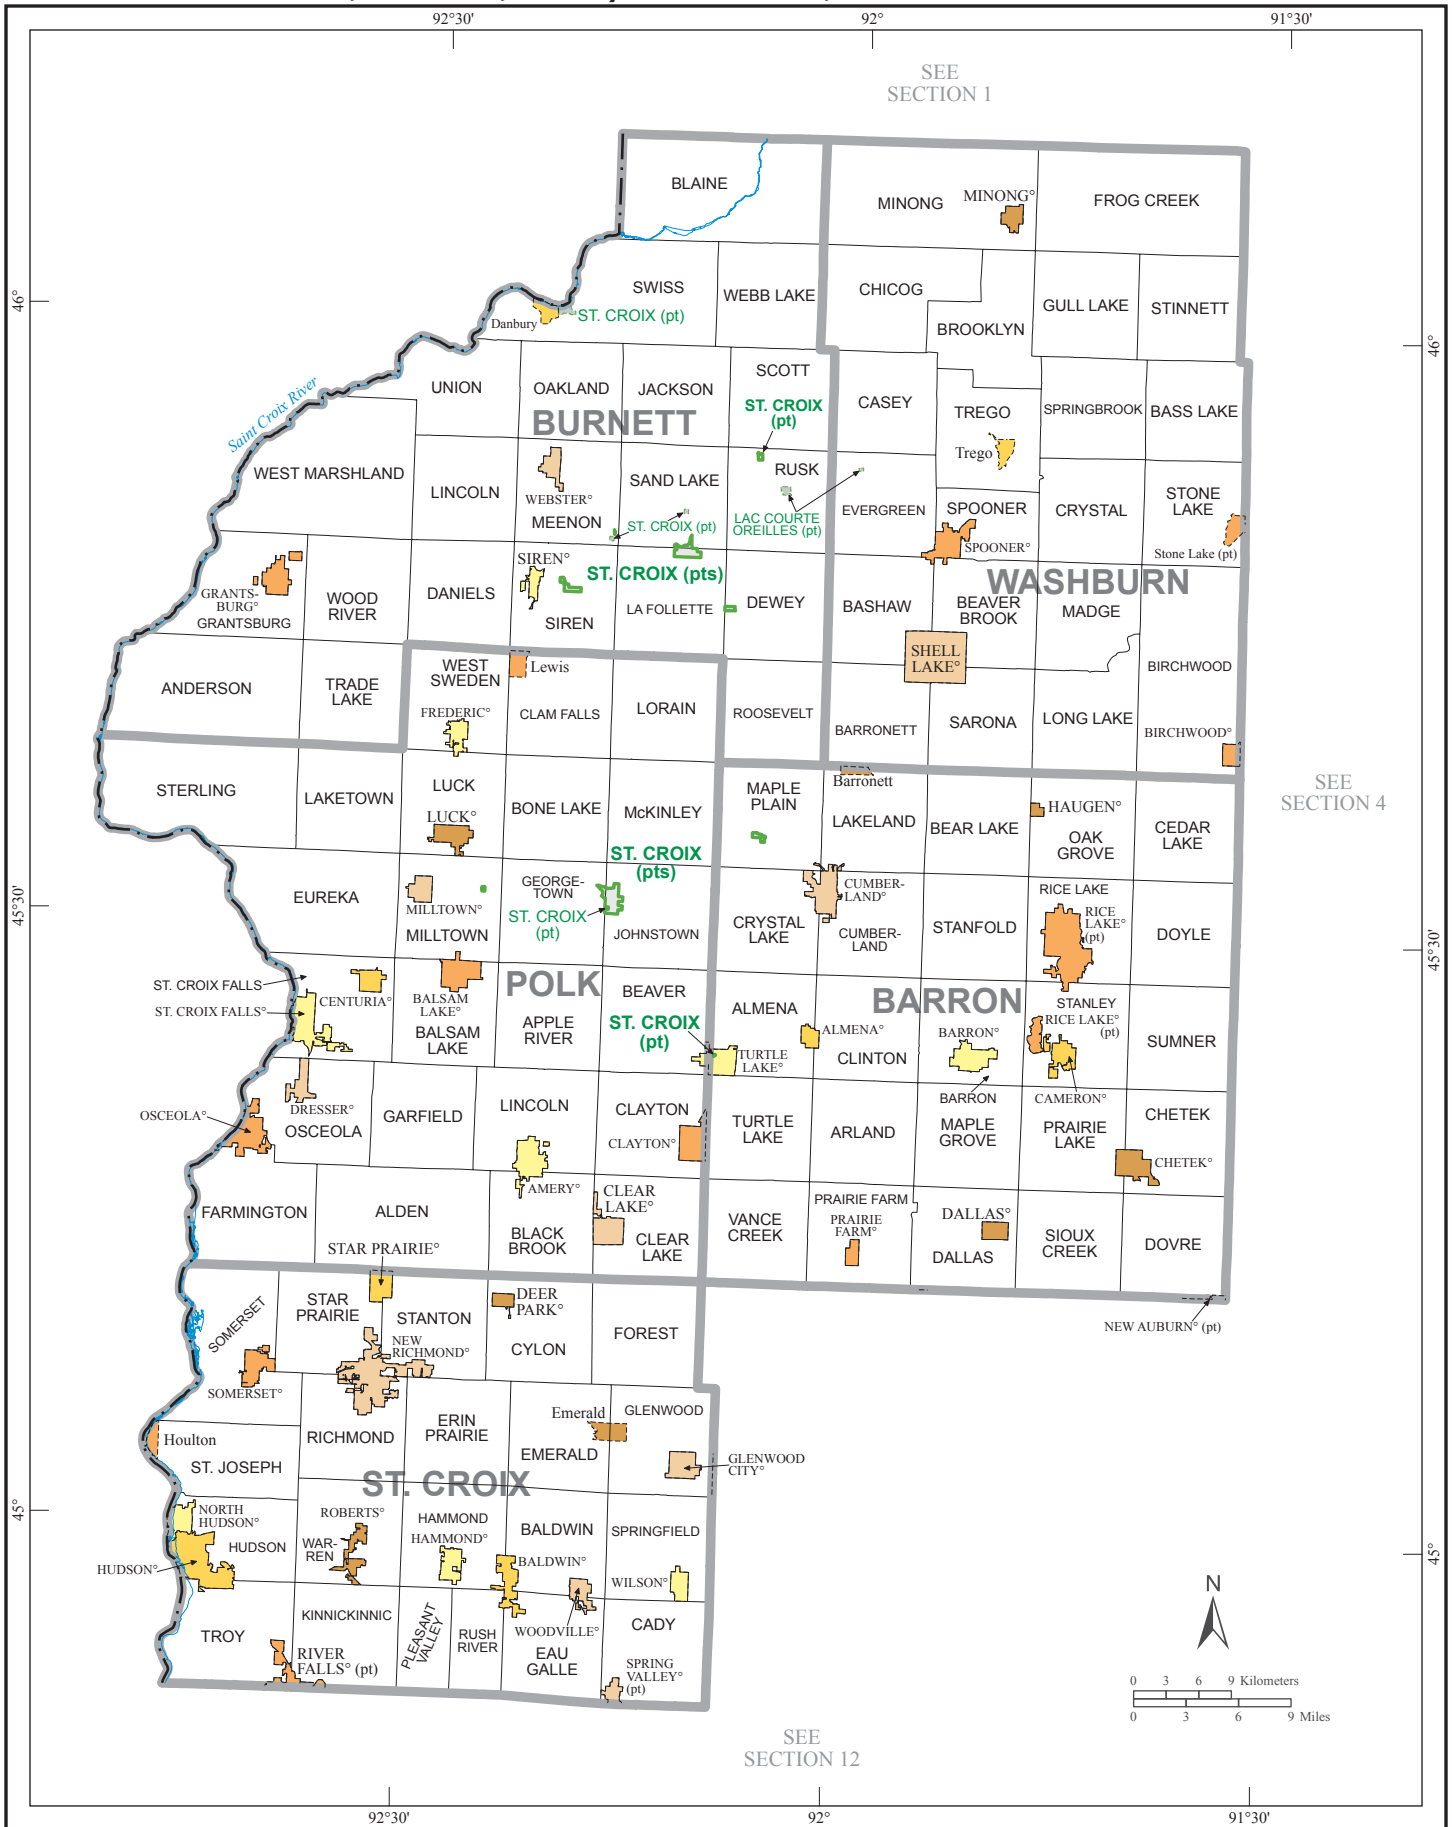 92°30'
92°
91°30'
SEE
SECTION 1
BLAINE
MINONG
MINONG°
FROG CREEK
SWISS
WEBB LAKE
CHICOG
GULL LAKE
STINNETT
BROOKLYN
46°
46°
Danbury
ST. CROIX (pt)
Saint Croix River
UNION
OAKLAND
JACKSON
SCOTT
ST. CROIX
(pt)
CASEY
TREGO
Trego
SPRINGBROOK
BASS LAKE
BURNETT
WEST MARSHLAND
LINCOLN
WEBSTER°
MEENON
SAND LAKE
RUSK
ST. CROIX (pt)
LAC COURTE
OREILLES (pt)
EVERGREEN
SPOONER
SPOONER°
CRYSTAL
STONE
LAKE
Stone Lake (pt)
WASHBURN
GRANTS-
BURG°
GRANTSBURG
WOOD
RIVER
DANIELS
SIREN°
SIREN
ST. CROIX (pts)
LA FOLLETTE
DEWEY
BASHAW
BEAVER
BROOK
MADGE
SHELL
LAKE°
BIRCHWOOD
ANDERSON
TRADE
LAKE
WEST
SWEDEN
Lewis
FREDERIC°
CLAM FALLS
LORAIN
ROOSEVELT
BARRONETT
SARONA
LONG LAKE
BIRCHWOOD°
STERLING
LAKETOWN
LUCK
LUCK°
BONE LAKE
McKINLEY
MAPLE
PLAIN
Barronett
LAKELAND
BEAR LAKE
HAUGEN°
OAK
GROVE
CEDAR
LAKE
SEE
SECTION 4
ST. CROIX
(pts)
EUREKA
MILLTOWN°
MILLTOWN
GEORGE-
TOWN
ST. CROIX
(pt)
JOHNSTOWN
CRYSTAL
LAKE
CUMBER-
LAND°
CUMBER-
LAND
STANFOLD
RICE LAKE
RICE
LAKE°
(pt)
DOYLE
45°30'
45°30'
ST. CROIX FALLS
ST. CROIX FALLS°
CENTURIA°
BALSAM
LAKE°
BALSAM
LAKE
POLK
APPLE
RIVER
BEAVER
ST. CROIX
(pt)
ALMENA
ALMENA°
BARRON
CLINTON
BARRON°
BARRON
STANLEY
RICE LAKE°
(pt)
CAMERON°
SUMNER
TURTLE
LAKE°
DRESSER°
OSCEOLA°
OSCEOLA
GARFIELD
LINCOLN
CLAYTON
CLAYTON°
TURTLE
LAKE
ARLAND
MAPLE
GROVE
PRAIRIE
LAKE
CHETEK
CHETEK°
AMERY°
FARMINGTON
ALDEN
STAR PRAIRIE°
BLACK
BROOK
CLEAR
LAKE°
CLEAR
LAKE
VANCE
CREEK
PRAIRIE FARM
PRAIRIE
FARM°
DALLAS°
DALLAS
SIOUX
CREEK
DOVRE
NEW AUBURN° (pt)
SOMERSET
SOMERSET°
STAR
PRAIRIE
STANTON
NEW
RICHMOND°
DEER
PARK°
CYLON
FOREST
Houlton
ST. JOSEPH
RICHMOND
ERIN
PRAIRIE
Emerald
EMERALD
GLENWOOD
GLENWOOD
CITY°
ST. CROIX
45°
45°
NORTH
HUDSON°
HUDSON
HUDSON°
ROBERTS°
WAR-
REN
HAMMOND
HAMMOND°
BALDWIN
BALDWIN°
SPRINGFIELD
WILSON°
WOODVILLE°
TROY
KINNICKINNIC
RIVER
FALLS° (pt)
PLEASANT
VALLEY
RUSH
RIVER
EAU
GALLE
CADY
SPRING
VALLEY°
(pt)
N
0 3 6 9 Kilometers
0 3 6 9 Miles
SEE
SECTION 12
92°30'
92°
91°30'